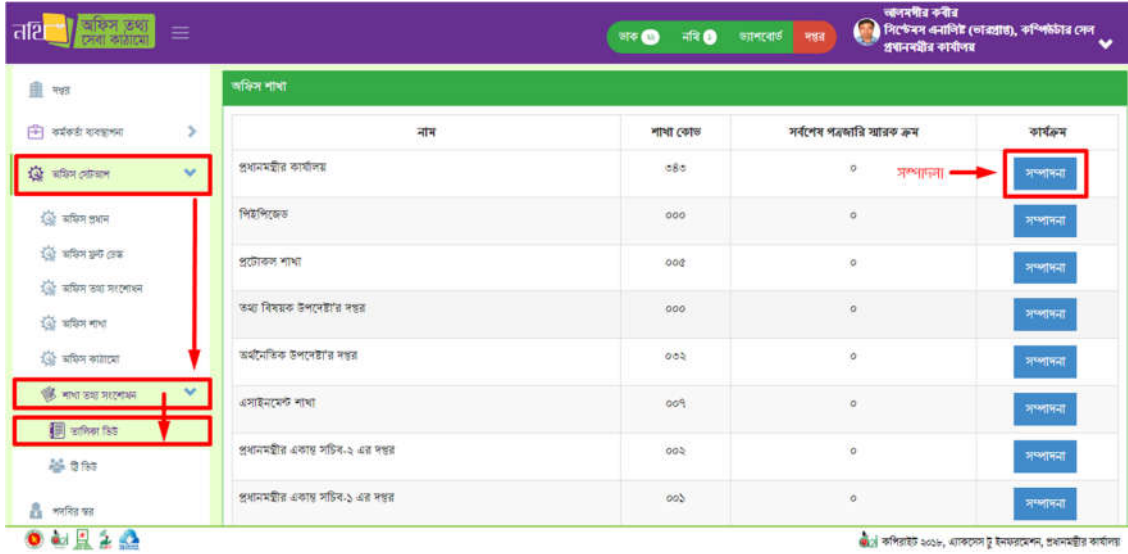 নথি অফিস তথ্য
সেবা কাঠামো
ডাক নথি ড্যাশবোর্ড দপ্তর
আলমগীর কবীর
সিস্টেমস এনালিষ্ট (ভারপ্রাপ্ত), কম্পিউটার সেল
প্রধানমন্ত্রীর কার্যালয়
দপ্তর
কর্মকর্তা ব্যবস্থাপনা
অফিস সেটআপ
অফিস প্রধান
অফিস ফ্রন্ট ডেস্ক
অফিস তথ্য সংশোধন
অফিস শাখা
অফিস কাঠামো
শাখা তথ্য সংশোধন
তালিকা ভিউ
ট্রি ভিউ
পদবির স্তর
অফিস শাখা
নাম শাখা কোড সর্বশেষ পত্রজারি স্মারক ক্রম কার্যক্রম
প্রধানমন্ত্রীর কার্যালয় ৩৪৩ ০ সম্পাদনা সম্পাদনা
পিইপিজেড ০০০ ০ সম্পাদনা
প্রটোকল শাখা ০০৫ ০ সম্পাদনা
তথ্য বিষয়ক উপদেষ্টা'র দপ্তর ০০০ ০ সম্পাদনা
অর্থনৈতিক উপদেষ্টা'র দপ্তর ০৩২ ০ সম্পাদনা
এসাইনমেন্ট শাখা ০০৭ ০ সম্পাদনা
প্রধানমন্ত্রীর একান্ত সচিব-২ এর দপ্তর ০০২ ০ সম্পাদনা
প্রধানমন্ত্রীর একান্ত সচিব-১ এর দপ্তর ০০১ ০ সম্পাদনা
কপিরাইট ২০১৮, এ্যাকসেস টু ইনফরমেশন, প্রধানমন্ত্রীর কার্যালয়